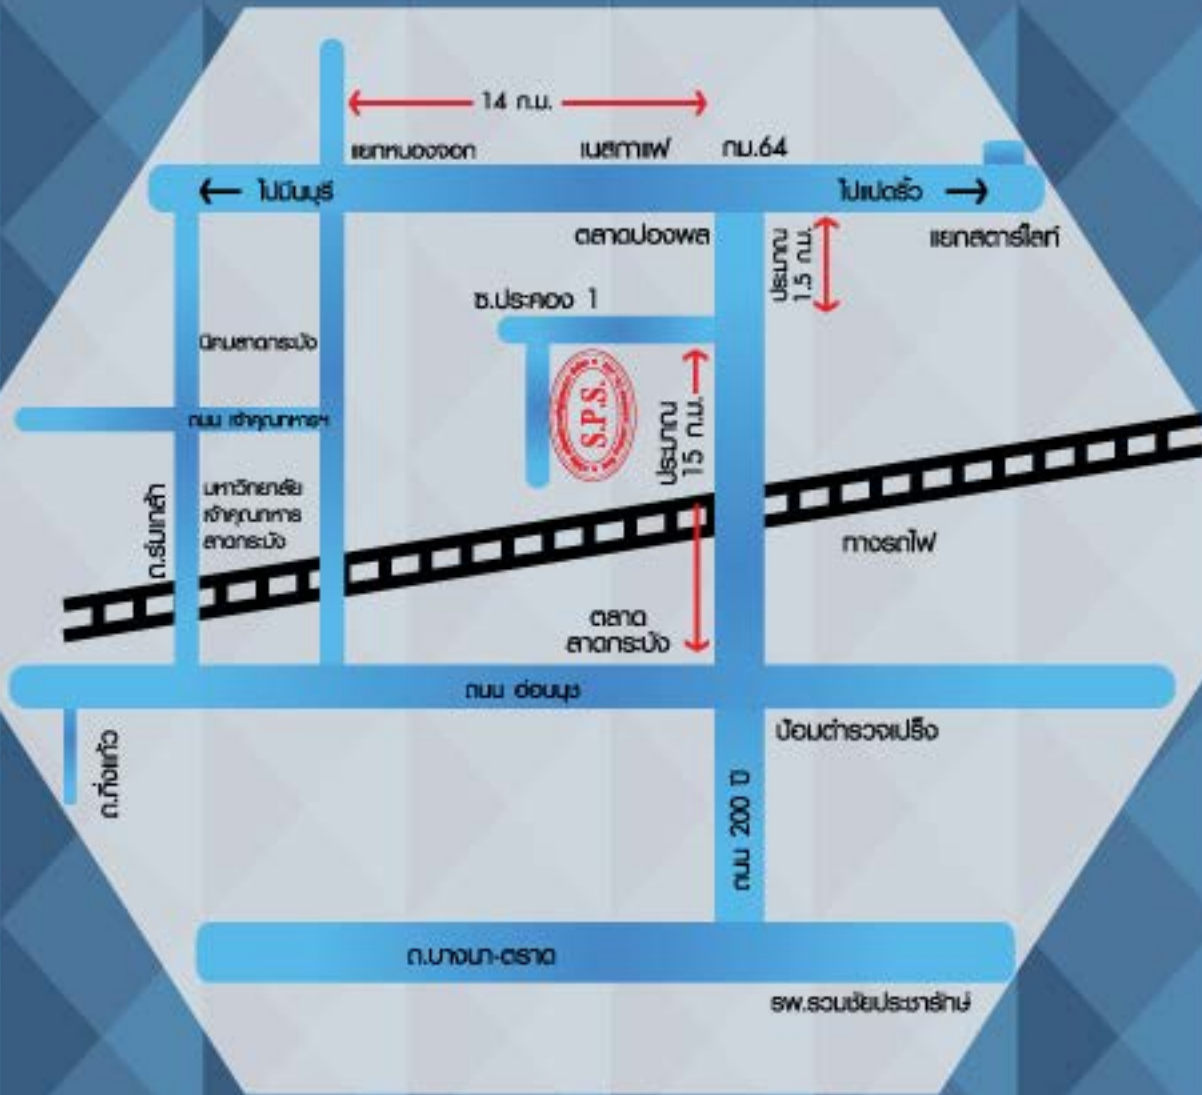 14 ก.ม.
แยกหนองจอก
เนสกาแฟ
กม.64
ไปมีนบุรี
ไปแปดริ้ว
ตลาดปองพล
ประมาณ
1.5 ก.ม.
แยกสตาร์ไลท์
ซ.ประคอง 1
นิคมลาดกระบัง
S.P.S.
ประมาณ
15 ก.ม.
ถนน เจ้าคุณทหารฯ
ถ.ร่มเกล้า
มหาวิทยาลัย
เจ้าคุณทหาร
ลาดกระบัง
ทางรถไฟ
ตลาด
ลาดกระบัง
ถนน อ่อนนุช
ป้อมตำรวจเปร็ง
ถ.กิ่งแก้ว
ถนน 200 ปี
ถ.บางนา-ตราด
รพ.รวมชัยประชารักษ์